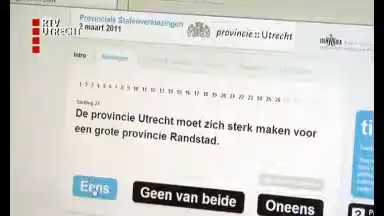 RTV
UTRECHT
Provinciale Statenverkiezingen
2 maart 2011
provincie :: Utrecht
Intro
Stellingen
1 2 3 4 5 6 7 8 9 10 11 12 13 14 15 16 17 18 19 20 21 22 23 24 25 26
Stelling 21
De provincie Utrecht moet zich sterk maken voor
een grote provincie Randstad.
Eens
Geen van beide
Oneens